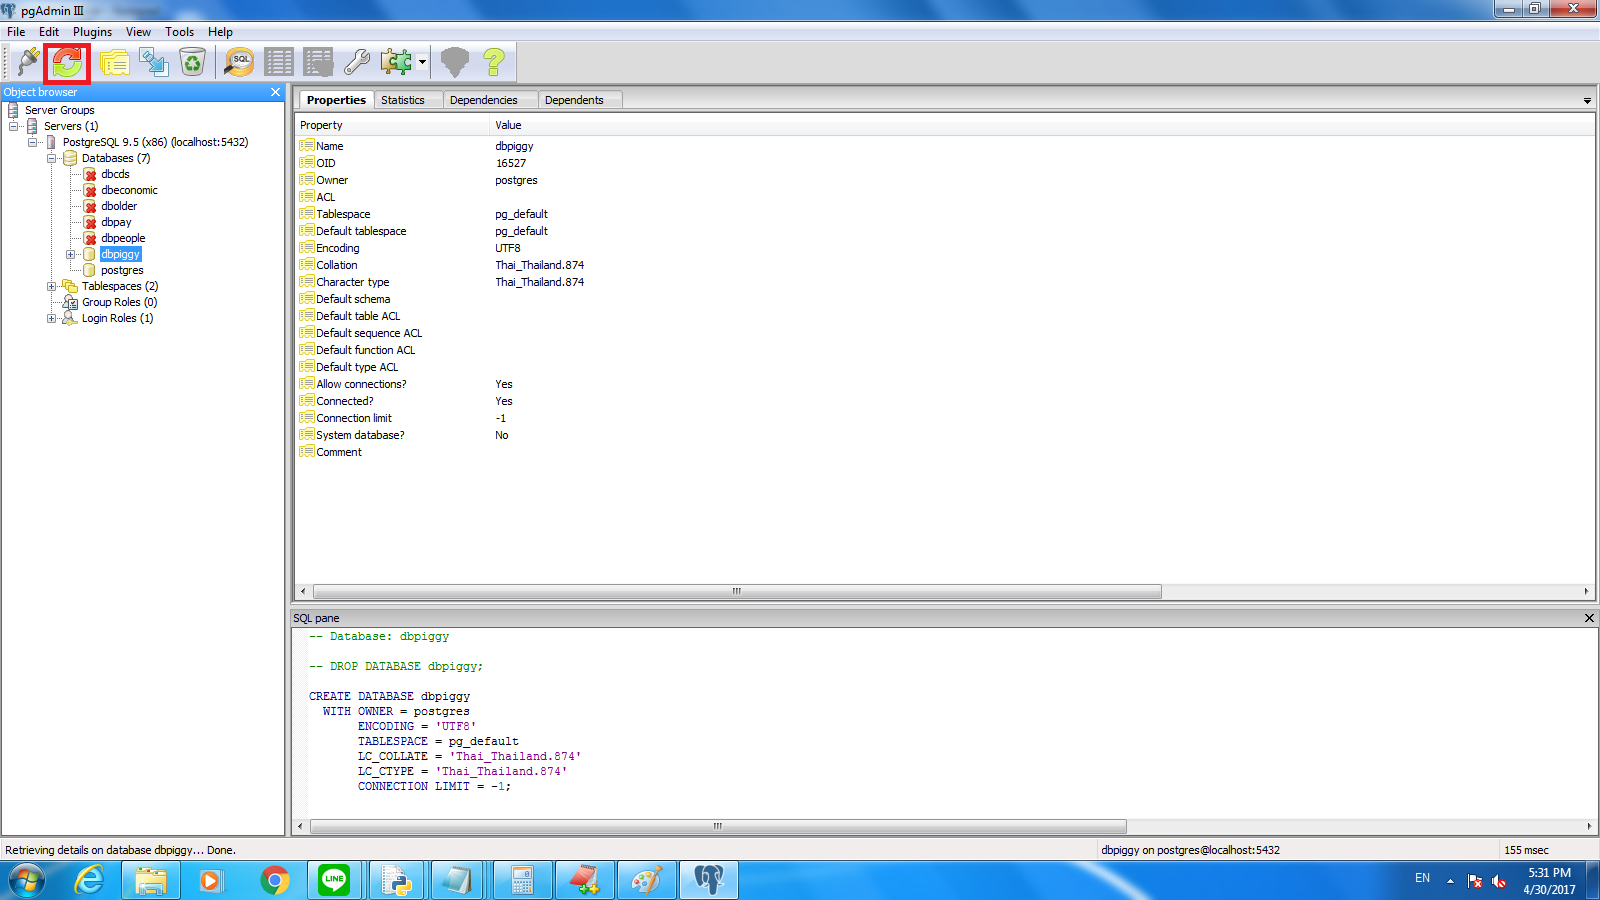 pgAdmin III
File Edit Plugins View Tools Help
SQL
Object browser
Server Groups
Servers (1)
PostgreSQL 9.5 (x86) (localhost:5432)
Databases (7)
dbcds
dbeconomic
dbolder
dbpay
dbpeople
dbpiggy
postgres
Tablespaces (2)
Group Roles (0)
Login Roles (1)
Properties Statistics Dependencies Dependents
Property Value
Name dbpiggy
OID 16527
Owner postgres
ACL
Tablespace pg_default
Default tablespace pg_default
Encoding UTF8
Collation Thai_Thailand.874
Character type Thai_Thailand.874
Default schema
Default table ACL
Default sequence ACL
Default function ACL
Default type ACL
Allow connections? Yes
Connected? Yes
Connection limit -1
System database? No
Comment
SQL pane
-- Database: dbpiggy
-- DROP DATABASE dbpiggy;
CREATE DATABASE dbpiggy
WITH OWNER = postgres
ENCODING = 'UTF8'
TABLESPACE = pg_default
LC_COLLATE = 'Thai_Thailand.874'
LC_CTYPE = 'Thai_Thailand.874'
CONNECTION LIMIT = -1;
Retrieving details on database dbpiggy... Done. dbpiggy on postgres@localhost:5432 155 msec
LINE
EN
5:31 PM
4/30/2017